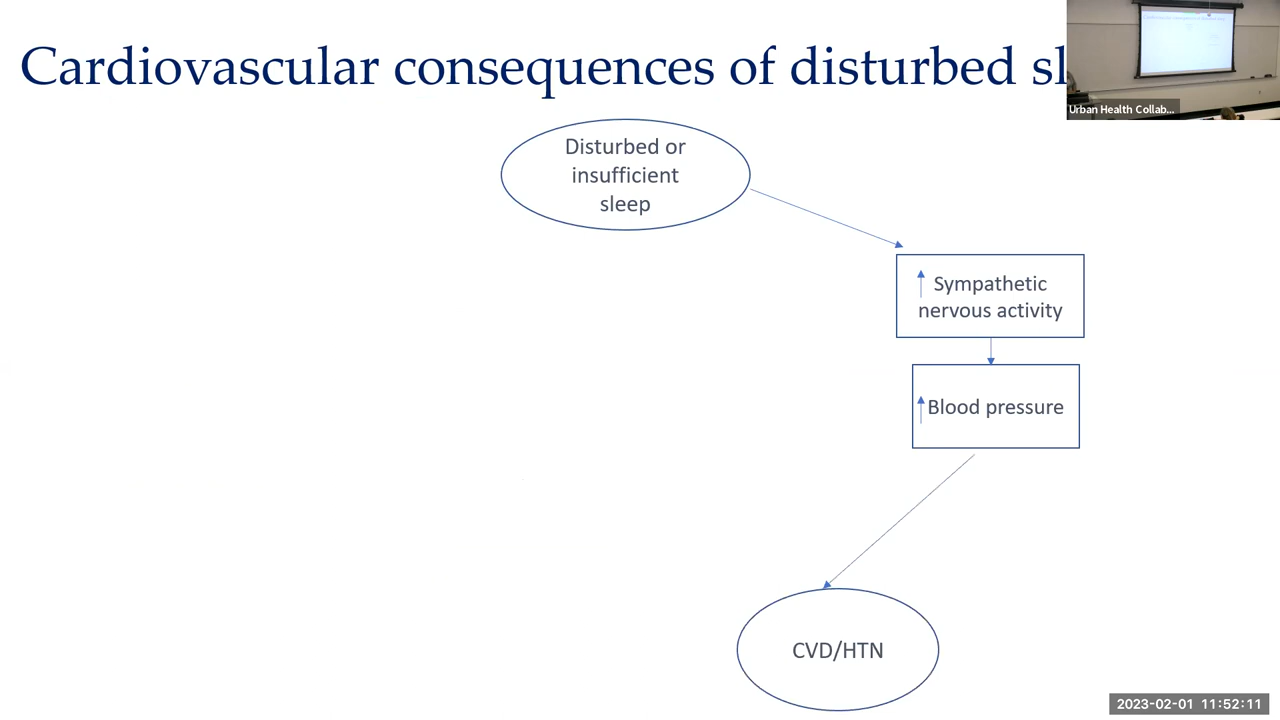 Cardiovascular consequences of disturbed sl
Urban Health Collab...
Disturbed or
insufficient
sleep
Sympathetic
nervous activity
Blood pressure
CVD/HTN
2023-02-01 11:52:11